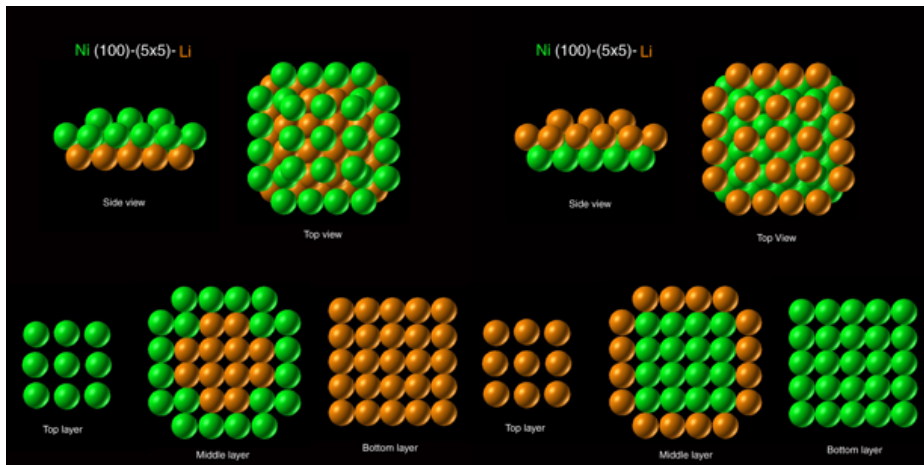 Ni (100)-(5x5)- Li
Ni (100)-(5x5)- Li
Side view
Top view
Side view
Top View
Top layer
Middle layer
Bottom layer
Top layer
Middle layer
Bottom layer